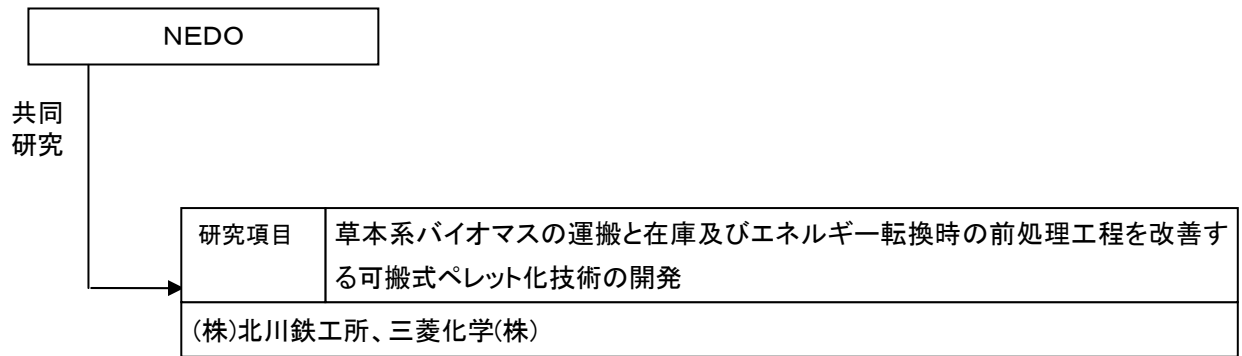 NEDO
共同
研究
研究項目
草本系バイオマスの運搬と在庫及びエネルギー転換時の前処理工程を改善す
る可搬式ペレット化技術の開発
(株)北川鉄工所、三菱化学(株)